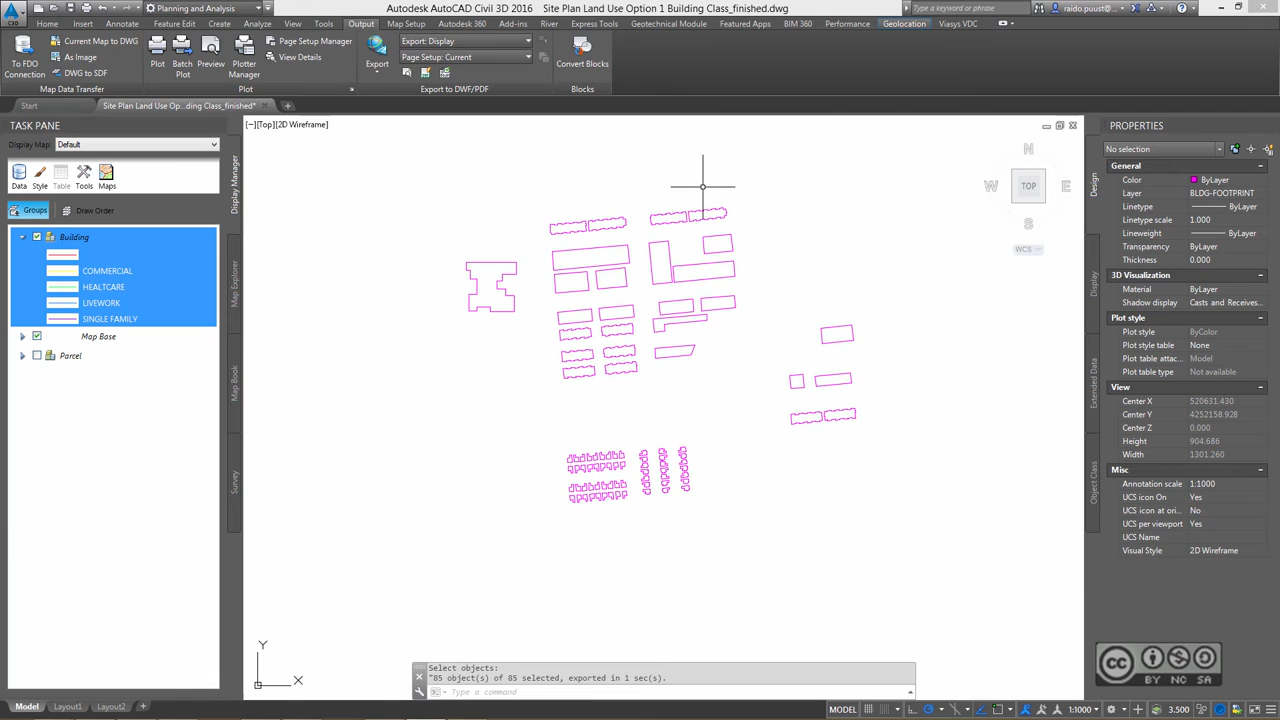 Planning and Analysis
Autodesk AutoCAD Civil 3D 2016 Site Plan Land Use Option 1 Building Class_finished.dwg
Type a keyword or phrase
raido.puust@...
C3D
Home Insert Annotate Feature Edit Create Analyze View Tools Output Map Setup Autodesk 360 Add-ins River Express Tools Geotechnical Module Featured Apps BIM 360 Performance Geolocation Viasys VDC
To FDO Connection
Current Map to DWG
As Image
DWG to SDF
Map Data Transfer
Plot
Batch Plot
Preview
Plotter Manager
Page Setup Manager
View Details
Plot
Export
Export: Display
Page Setup: Current
Export to DWF/PDF
Convert Blocks
Blocks
Start
Site Plan Land Use Op...ding Class_finished*
TASK PANE
Display Map: Default
Data Style Table Tools Maps
Groups Draw Order
Building
COMMERCIAL
HEALTCARE
LIVEWORK
SINGLE FAMILY
Map Base
Parcel
Display Manager
Map Explorer
Map Book
Survey
[−][Top][2D Wireframe]
N
W TOP E
S
WCS
Y
X
Select objects:
"85 object(s) of 85 selected, exported in 1 sec(s).
Type a command
PROPERTIES
No selection
Design
Display
Extended Data
Object Class
General
Color ByLayer
Layer BLDG-FOOTPRINT
Linetype ByLayer
Linetype scale 1.000
Lineweight ByLayer
Transparency ByLayer
Thickness 0.000
3D Visualization
Material ByLayer
Shadow display Casts and Receives...
Plot style
Plot style ByColor
Plot style table None
Plot table attac... Model
Plot table type Not available
View
Center X 520631.430
Center Y 4252158.928
Center Z 0.000
Height 904.686
Width 1301.260
Misc
Annotation scale 1:1000
UCS icon On Yes
UCS icon at ori... No
UCS per viewport Yes
UCS Name
Visual Style 2D Wireframe
cc
BY NC SA
Model Layout1 Layout2
MODEL 1:1000 3.500